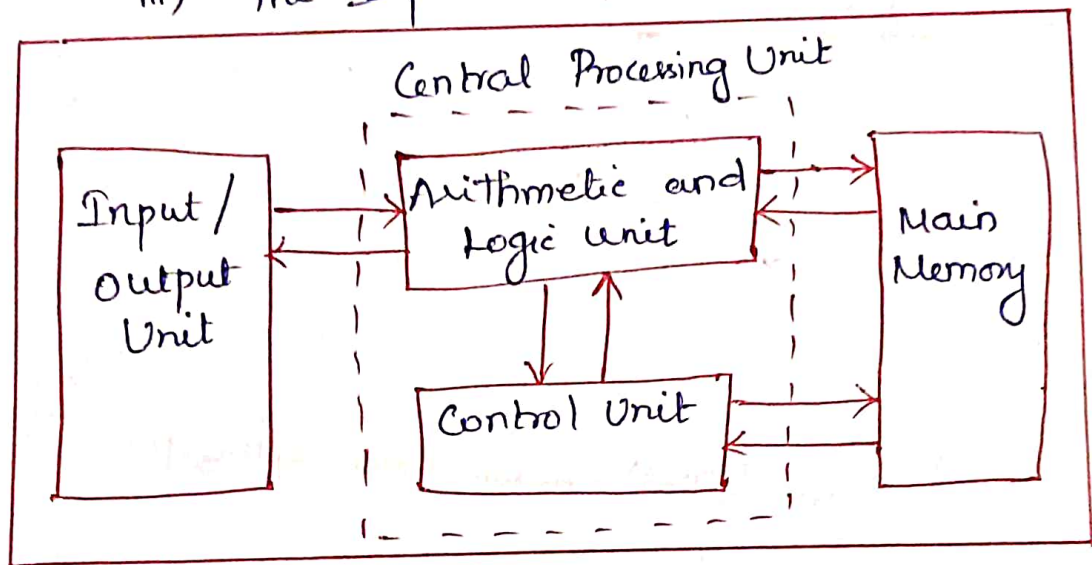 Central Processing Unit
Input /
Output
Unit
Arithmetic and
Logic Unit
Main
Memory
Control Unit